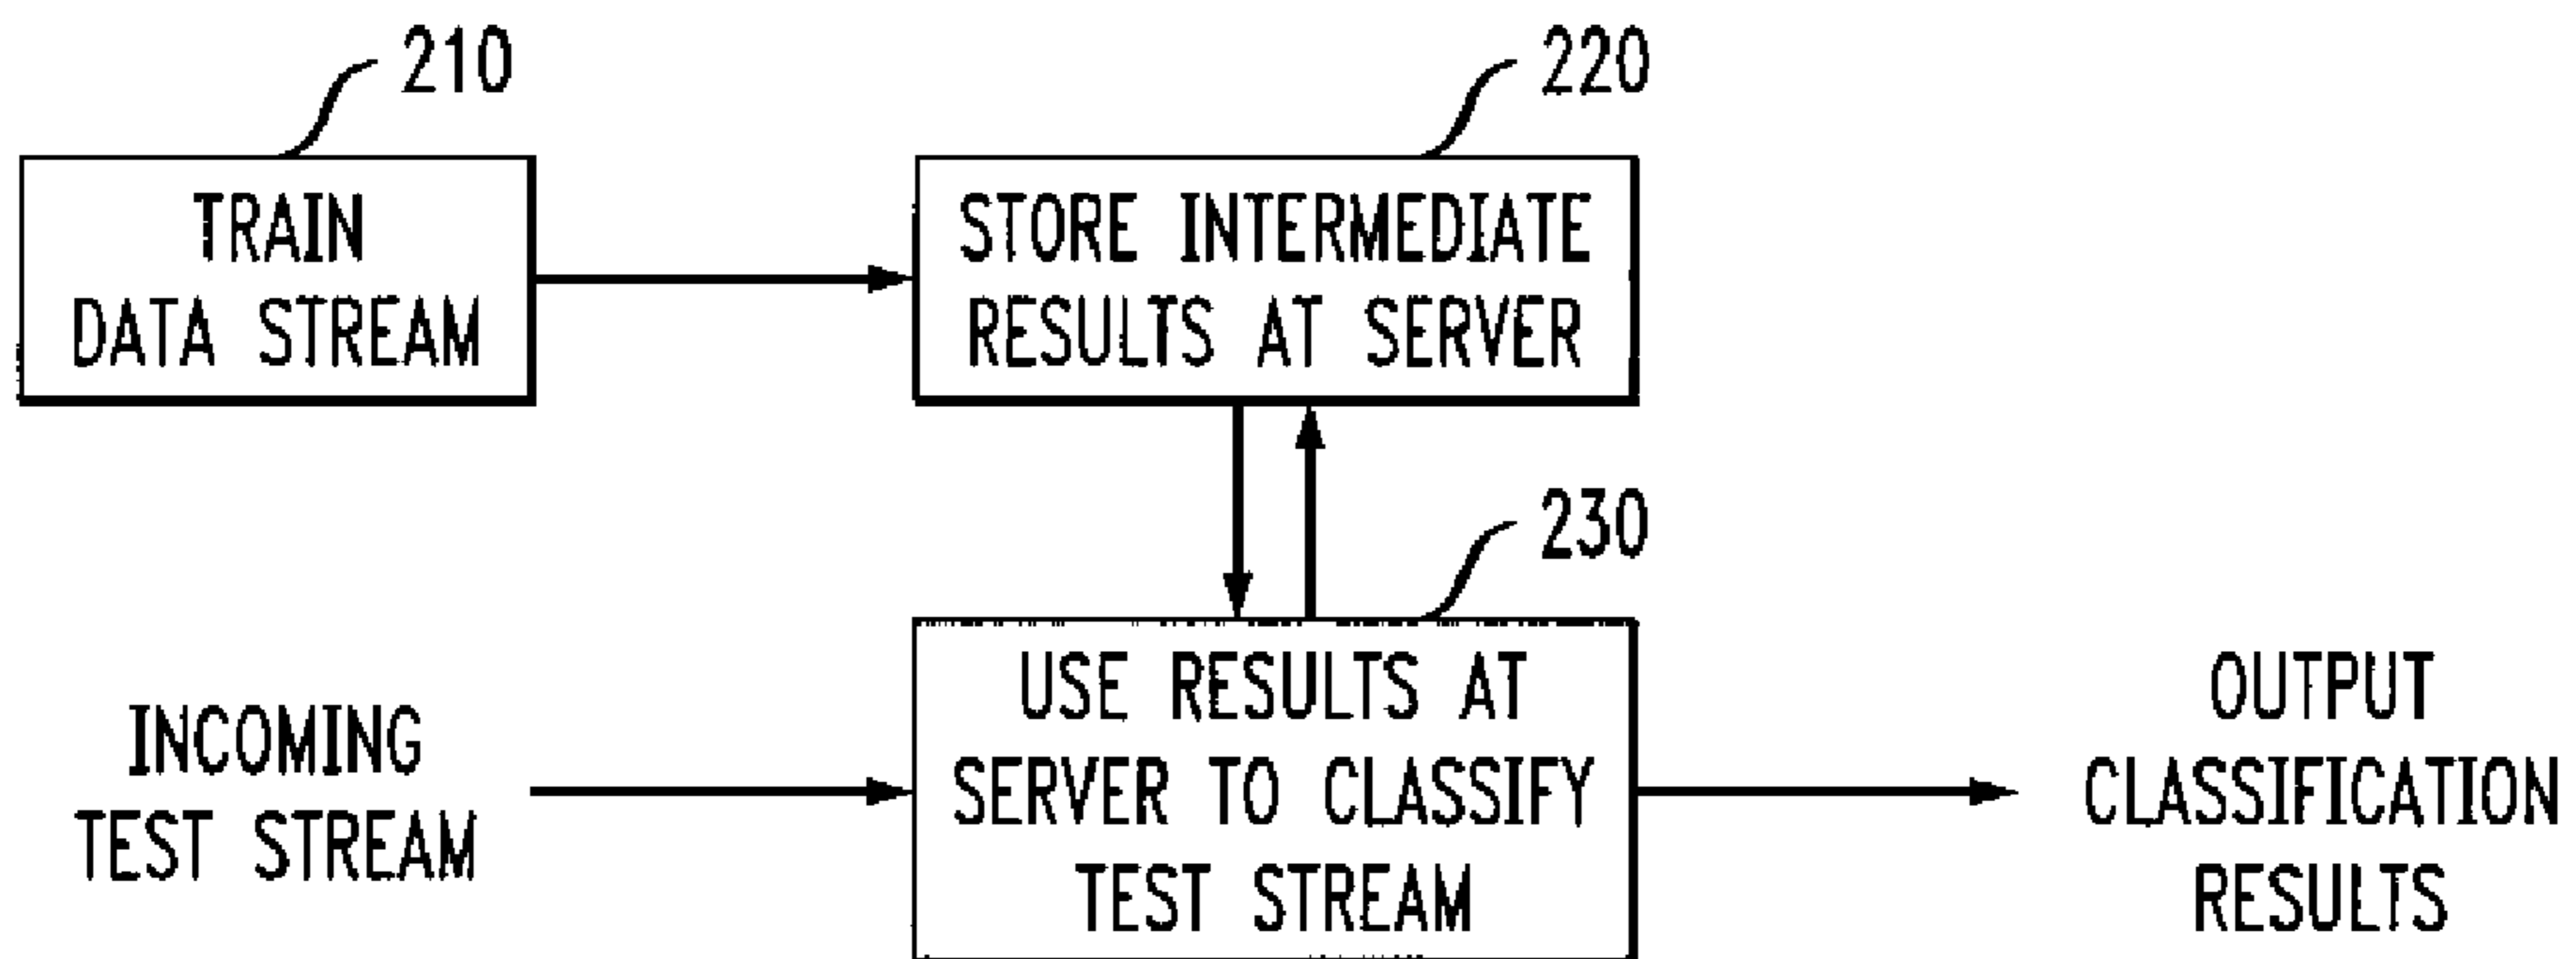 210
TRAIN
DATA STREAM
220
STORE INTERMEDIATE
RESULTS AT SERVER
230
INCOMING
TEST STREAM
USE RESULTS AT
SERVER TO CLASSIFY
TEST STREAM
OUTPUT
CLASSIFICATION
RESULTS